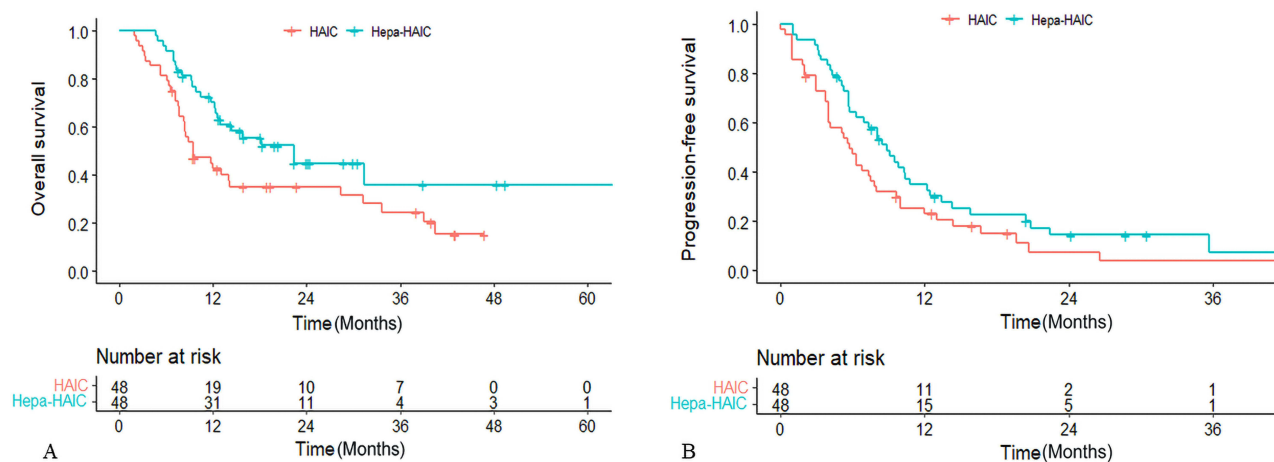 HAIC Hepa-HAIC
Overall survival
1.0
0.8
0.6
0.4
0.2
0.0
0 12 24 36 48 60
Time(Months)
Number at risk
HAIC 48 19 10 7 0 0
Hepa-HAIC 48 31 11 4 3 1
0 12 24 36 48 60
Time(Months)
A
HAIC Hepa-HAIC
Progression-free survival
1.0
0.8
0.6
0.4
0.2
0.0
0 12 24 36
Time(Months)
Number at risk
HAIC 48 11 2 1
Hepa-HAIC 48 15 5 1
0 12 24 36
Time(Months)
B